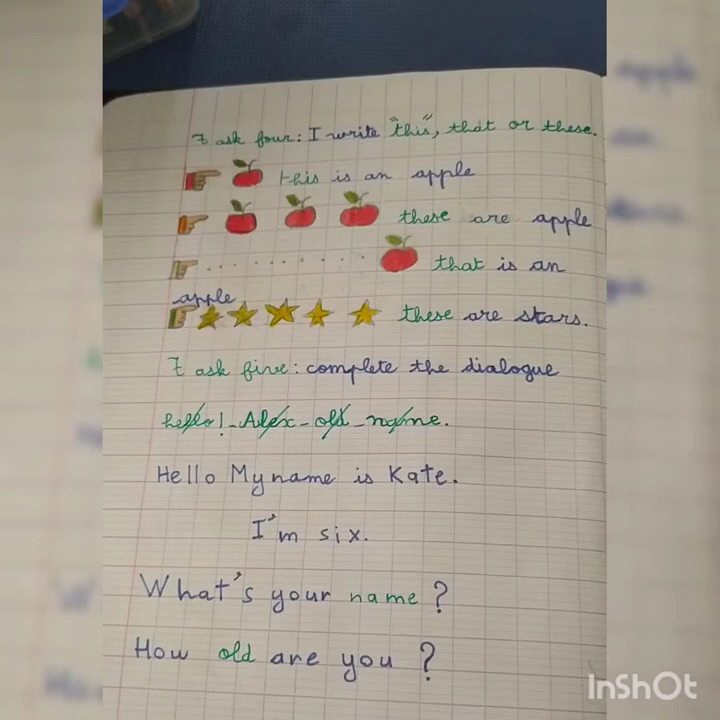 Task four: I write "this", that or these.
this is an apple
these are apple
that is an
apple
these are stars.
Task five: complete the dialogue
hello! - Alex - old - name.
Hello My name is Kate.
I'm six.
What's your name?
How old are you?
InShOt